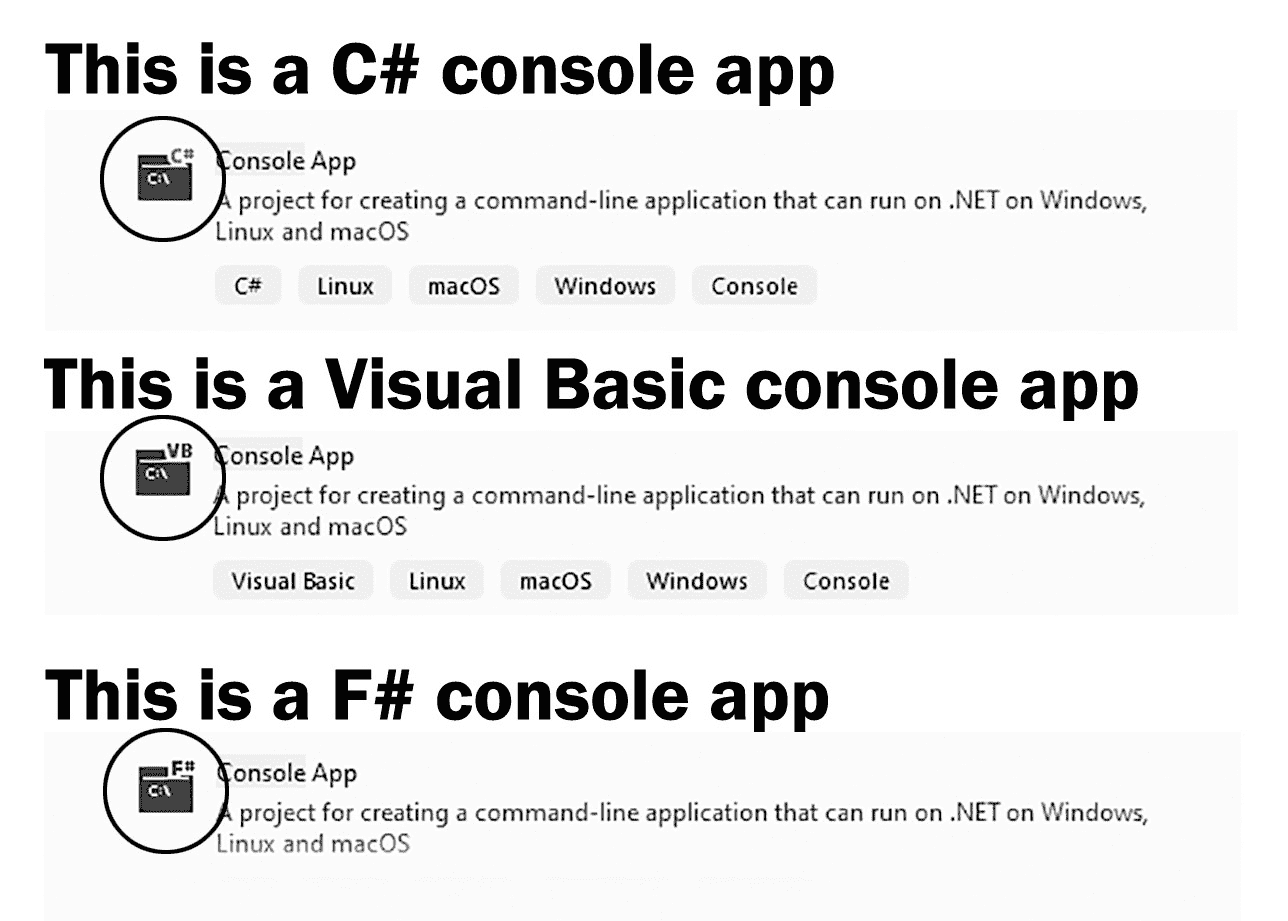 This is a C# console app
C#
C:\
Console App
A project for creating a command-line application that can run on .NET on Windows,
Linux and macOS
C# Linux macOS Windows Console
This is a Visual Basic console app
VB
C:\
Console App
A project for creating a command-line application that can run on .NET on Windows,
Linux and macOS
Visual Basic Linux macOS Windows Console
This is a F# console app
F#
C:\
Console App
A project for creating a command-line application that can run on .NET on Windows,
Linux and macOS